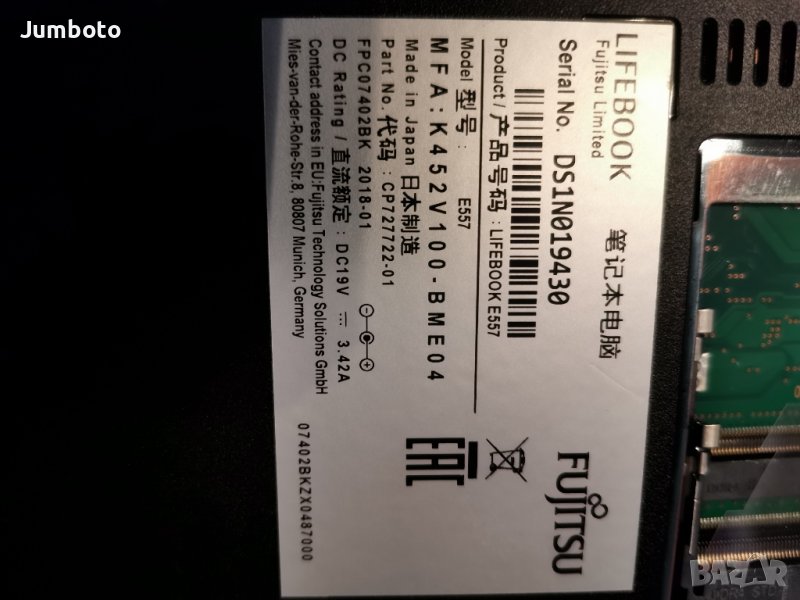 Jumboto
LIFEBOOK 笔记本电脑
Fujitsu Limited
FUJITSU
Serial No. DS1N019430
Product / 产品号码 : LIFEBOOK E557
Model 型号 : E557
MFA:K452V100-BME04
Made in Japan 日本制造
Part No. 代码 : CP727722-01
FPC07402BK 2018-01
DC Rating / 直流额定 : DC19V 3.42A
Contact address in EU:Fujitsu Technology Solutions GmbH
Mies-van-der-Rohe-Str.8, 80807 Munich, Germany
EAC
07402BKZX0487000
BAZAR